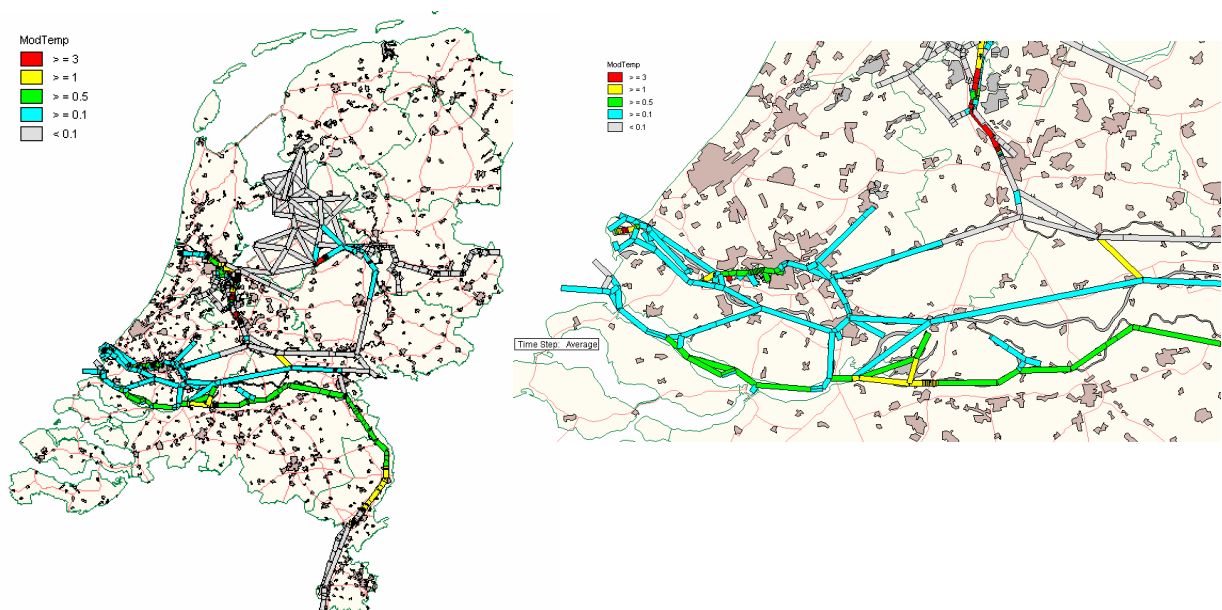 ModTemp
> = 3
> = 1
> = 0.5
> = 0.1
< 0.1
ModTemp
> = 3
> = 1
> = 0.5
> = 0.1
< 0.1
Time Step: Average